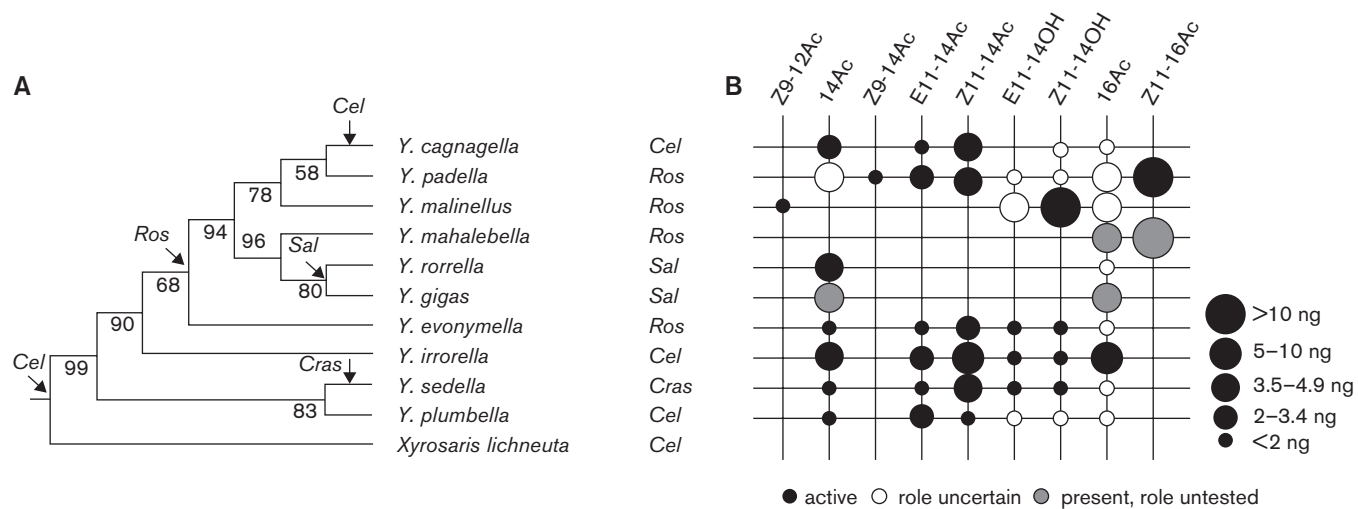 A
B
Z9-12Ac
14Ac
Z9-14Ac
E11-14Ac
Z11-14Ac
E11-14OH
Z11-14OH
16Ac
Z11-16Ac
Cel
Y. cagnagella Cel
58
Y. padella Ros
78
Y. malinellus Ros
Ros
94
96
Y. mahalebella Ros
Sal
Y. rorrella Sal
68
80
Y. gigas Sal
90
Y. evonymella Ros
Cel
99
Y. irrorella Cel
Cras
Y. sedella Cras
83
Y. plumbella Cel
Xyrosaris lichneuta Cel
>10 ng
5–10 ng
3.5–4.9 ng
2–3.4 ng
<2 ng
active role uncertain present, role untested